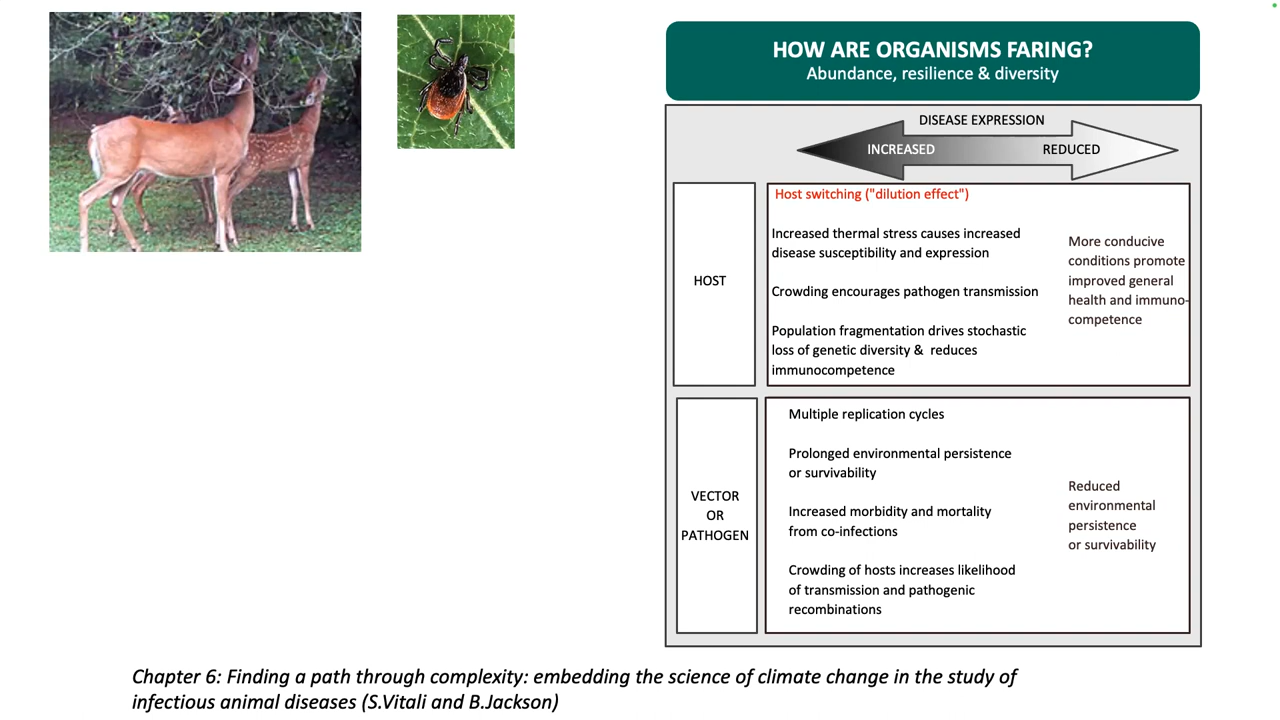 HOW ARE ORGANISMS FARING?
Abundance, resilience & diversity
DISEASE EXPRESSION
INCREASED
REDUCED
HOST
Host switching ("dilution effect")
Increased thermal stress causes increased
disease susceptibility and expression
Crowding encourages pathogen transmission
Population fragmentation drives stochastic
loss of genetic diversity & reduces
immunocompetence
More conducive
conditions promote
improved general
health and immuno-
competence
VECTOR
OR
PATHOGEN
Multiple replication cycles
Prolonged environmental persistence
or survivability
Increased morbidity and mortality
from co-infections
Crowding of hosts increases likelihood
of transmission and pathogenic
recombinations
Reduced
environmental
persistence
or survivability
Chapter 6: Finding a path through complexity: embedding the science of climate change in the study of
infectious animal diseases (S.Vitali and B.Jackson)